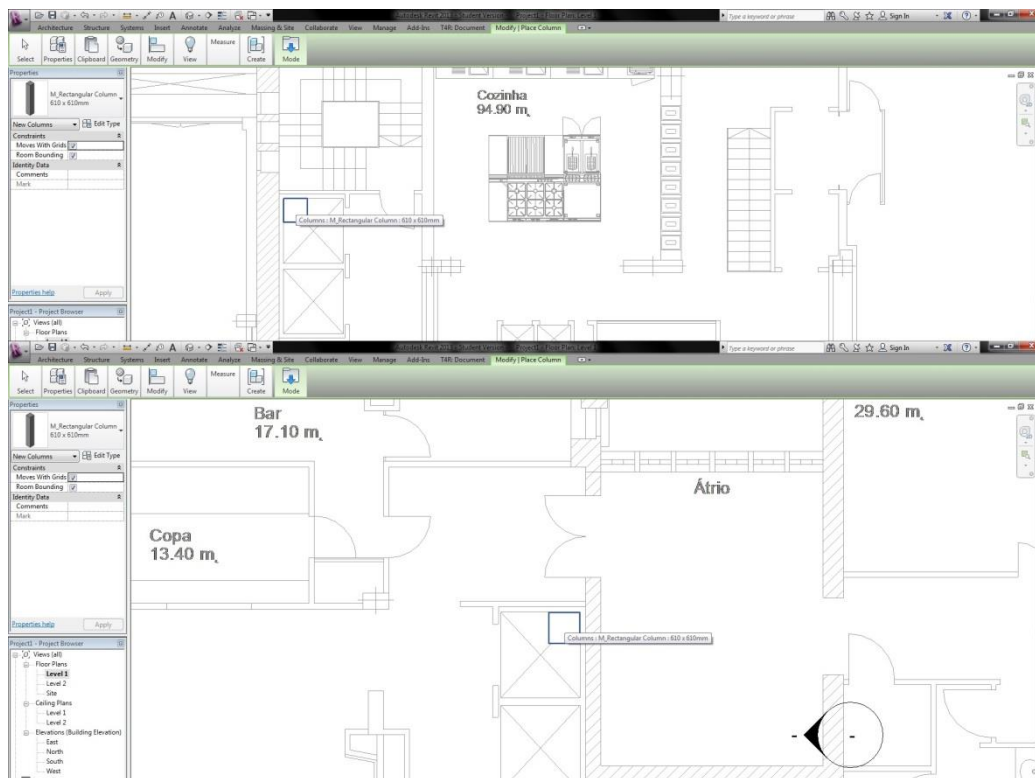 Type a keyword or phrase
Sign In
Architecture Structure Systems Insert Annotate Analyze Massing & Site Collaborate View Manage Add-Ins T4R Document Modify | Place Column
Select Properties Clipboard Geometry Modify View Measure Create Mode
Properties
M_Rectangular Column
610 x 610mm
New Columns Edit Type
Constraints
Moves With Grids
Room Bounding
Identity Data
Comments
Mark
Properties help Apply
Project1 - Project Browser
Views (all)
Floor Plans
Cozinha
94.90 m
Columns : M_Rectangular Column : 610 x 610mm
Type a keyword or phrase
Sign In
Architecture Structure Systems Insert Annotate Analyze Massing & Site Collaborate View Manage Add-Ins T4R Document Modify | Place Column
Select Properties Clipboard Geometry Modify View Measure Create Mode
Properties
M_Rectangular Column
610 x 610mm
New Columns Edit Type
Constraints
Moves With Grids
Room Bounding
Identity Data
Comments
Mark
Properties help Apply
Project1 - Project Browser
Views (all)
Floor Plans
Level 1
Level 2
Site
Ceiling Plans
Level 1
Level 2
Elevations (Building Elevation)
East
North
South
West
Bar
17.10 m
29.60 m
Átrio
Copa
13.40 m
Columns : M_Rectangular Column : 610 x 610mm